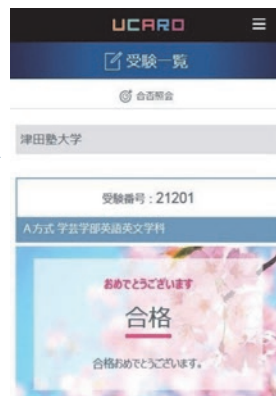 UCARO
受験一覧
合否照会
津田塾大学
受験番号：21201
A方式 学芸学部英語英文学科
おめでとうございます
合格
合格おめでとうございます。